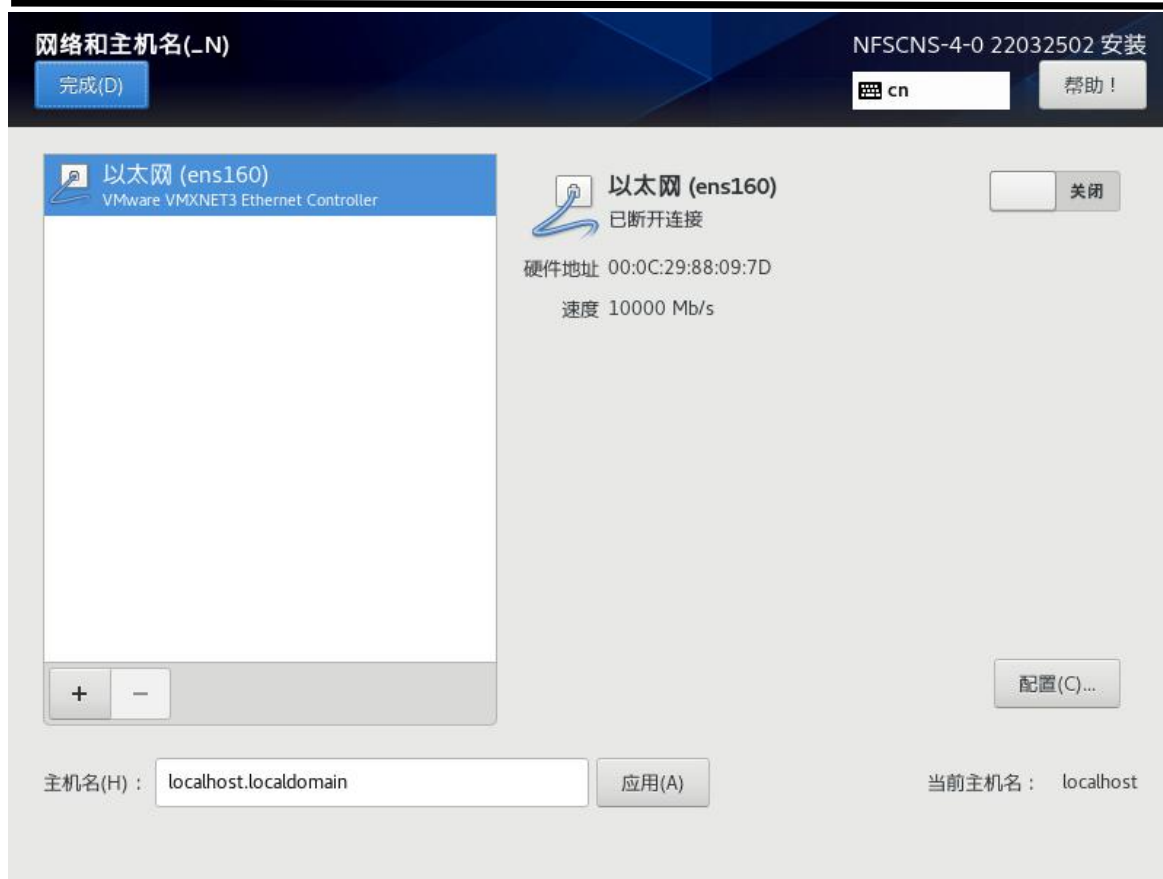 网络和主机名(_N)
NFSCNS-4-0 22032502 安装
完成(D)
cn
帮助！
以太网 (ens160)
VMware VMXNET3 Ethernet Controller
以太网 (ens160)
已断开连接
关闭
硬件地址 00:0C:29:88:09:7D
速度 10000 Mb/s
+ −
配置(C)...
主机名(H)： localhost.localdomain
应用(A)
当前主机名： localhost